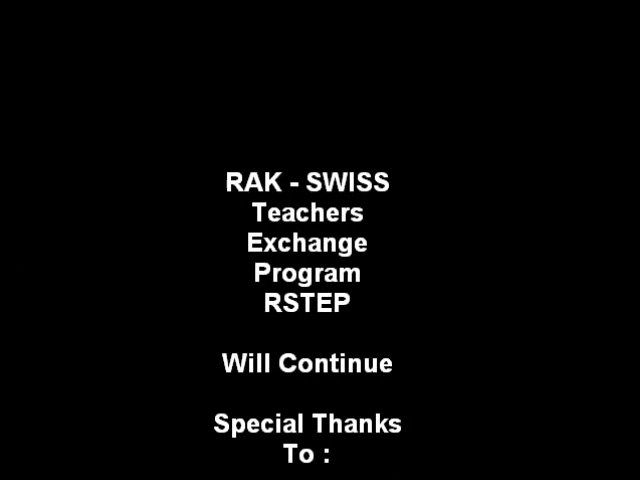 RAK - SWISS
Teachers
Exchange
Program
RSTEP
Will Continue
Special Thanks
To :